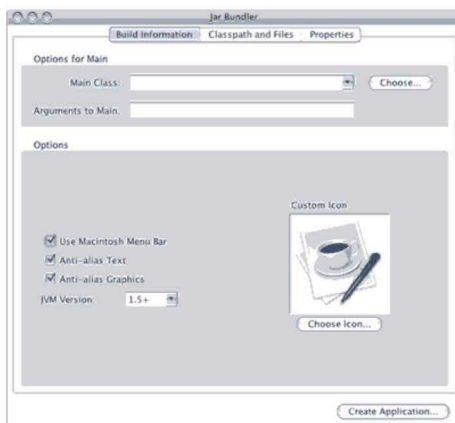 Jar Bundler
Build Information Classpath and Files Properties
Options for Main
Main Class:
Choose...
Arguments to Main:
Options
Custom Icon
Use Macintosh Menu Bar
Anti-alias Text
Anti-alias Graphics
JVM Version: 1.5+
Choose Icon...
Create Application...